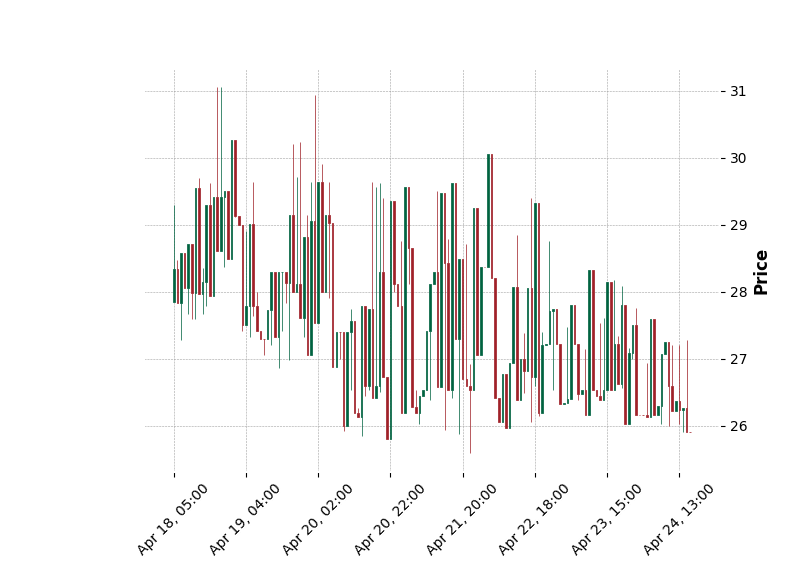 31
30
29
28
27
26
Price
Apr 18, 05:00
Apr 19, 04:00
Apr 20, 02:00
Apr 20, 22:00
Apr 21, 20:00
Apr 22, 18:00
Apr 23, 15:00
Apr 24, 13:00